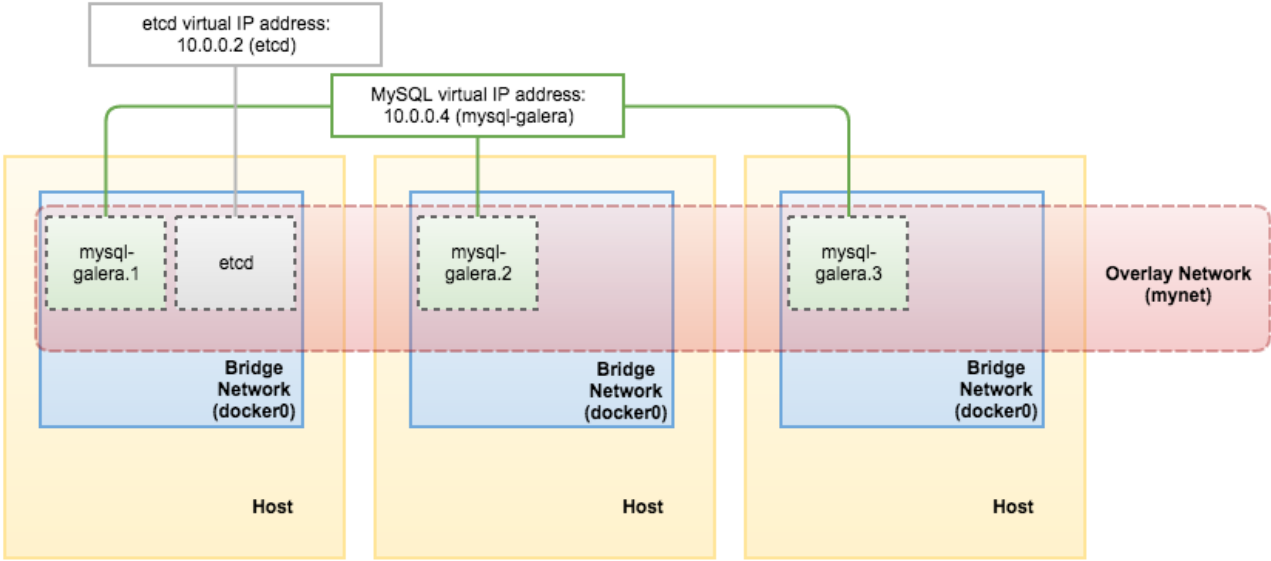 etcd virtual IP address:
10.0.0.2 (etcd)
MySQL virtual IP address:
10.0.0.4 (mysql-galera)
mysql-
galera.1
etcd
mysql-
galera.2
mysql-
galera.3
Overlay Network
(mynet)
Bridge
Network
(docker0)
Bridge
Network
(docker0)
Bridge
Network
(docker0)
Host
Host
Host